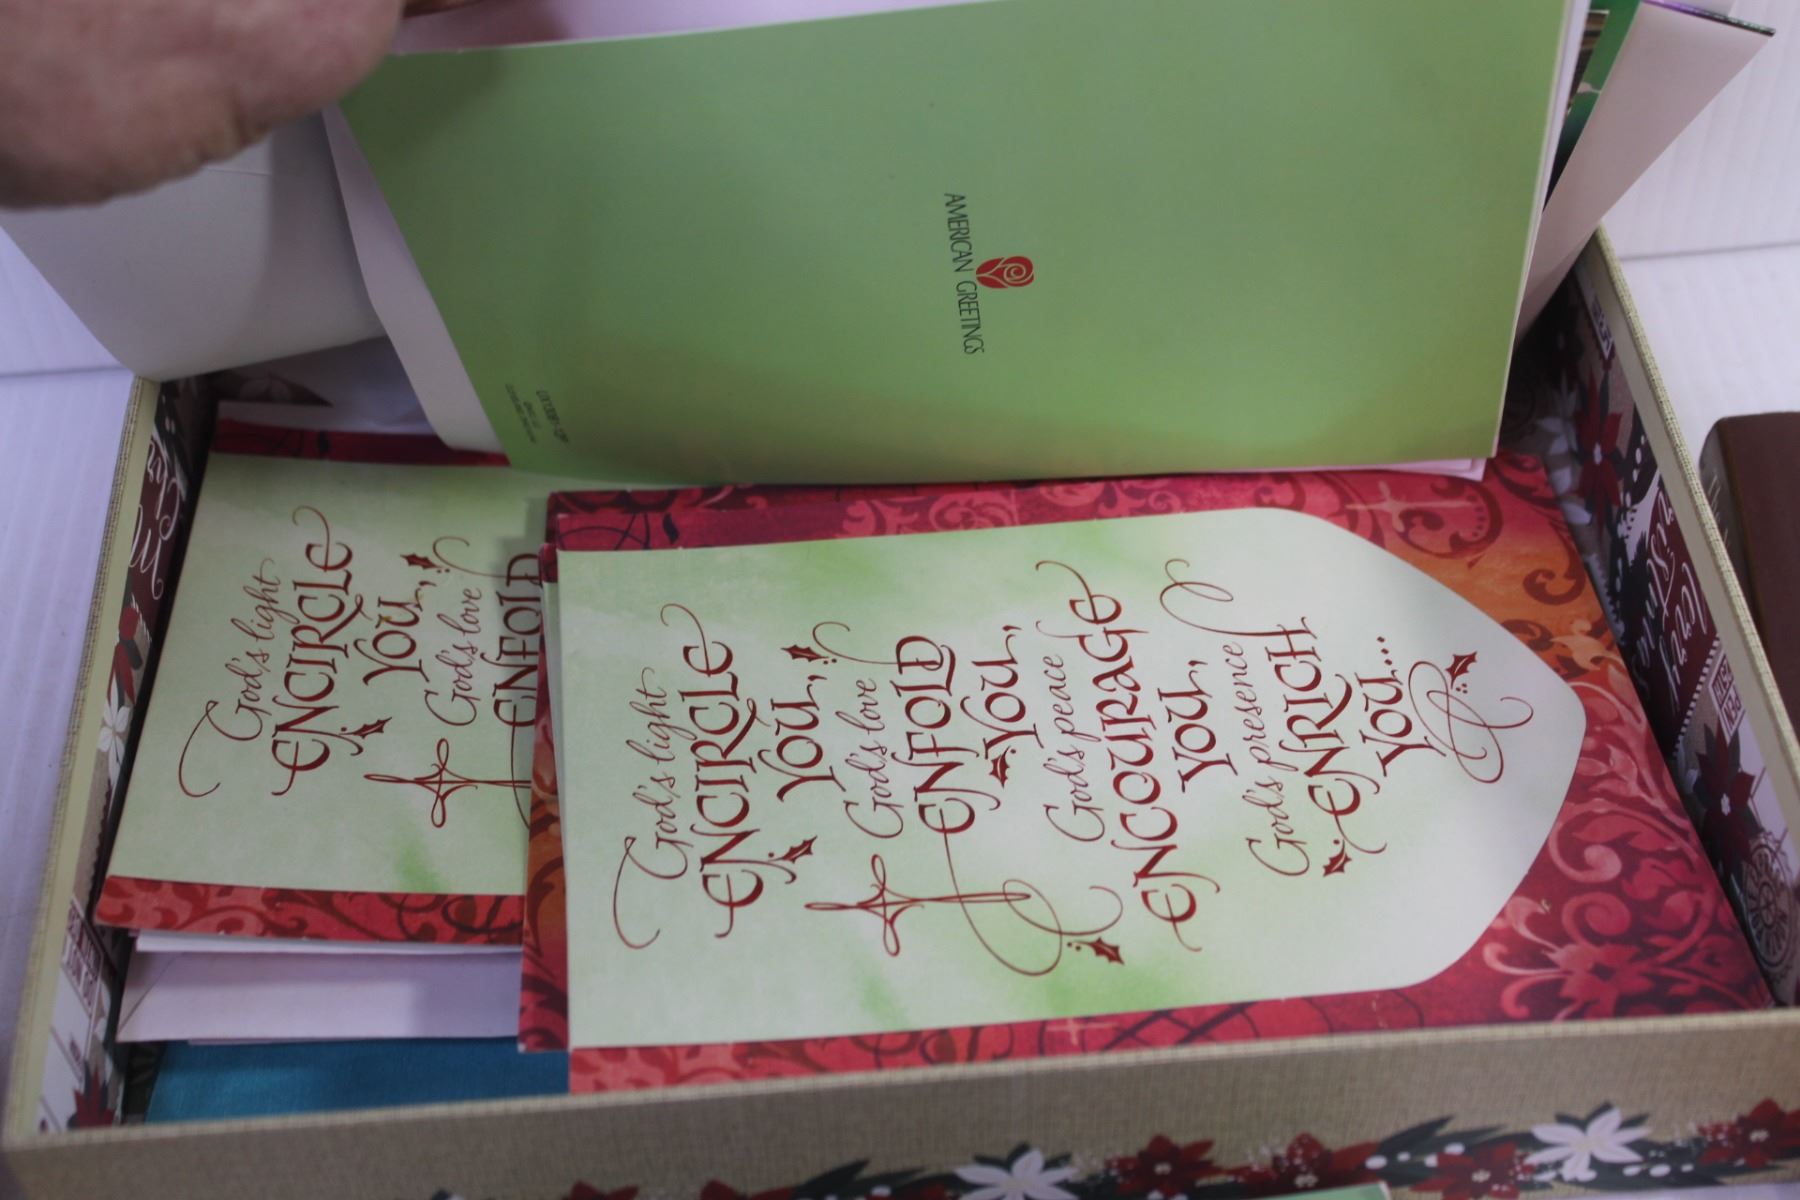 AMERICAN GREETINGS
God's light
ENCIRCLE
YOU,
God's love
ENFOLD
God's light
ENCIRCLE
YOU,
God's love
ENFOLD
YOU,
God's peace
ENCOURAGE
YOU,
God's presence
ENRICH
YOU...